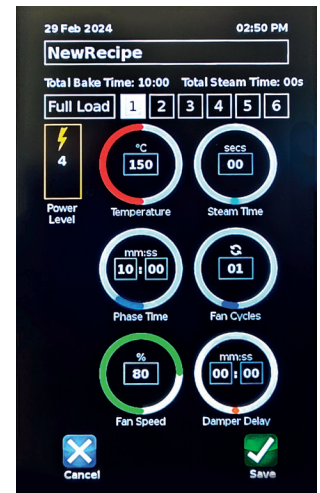 29 Feb 2024 02:50 PM
NewRecipe
Total Bake Time: 10:00 Total Steam Time: 00s
Full Load 1 2 3 4 5 6
4
Power
Level
°C
150
Temperature
secs
00
Steam Time
mm:ss
10:00
Phase Time
01
Fan Cycles
%
80
Fan Speed
mm:ss
00:00
Damper Delay
Cancel
Save